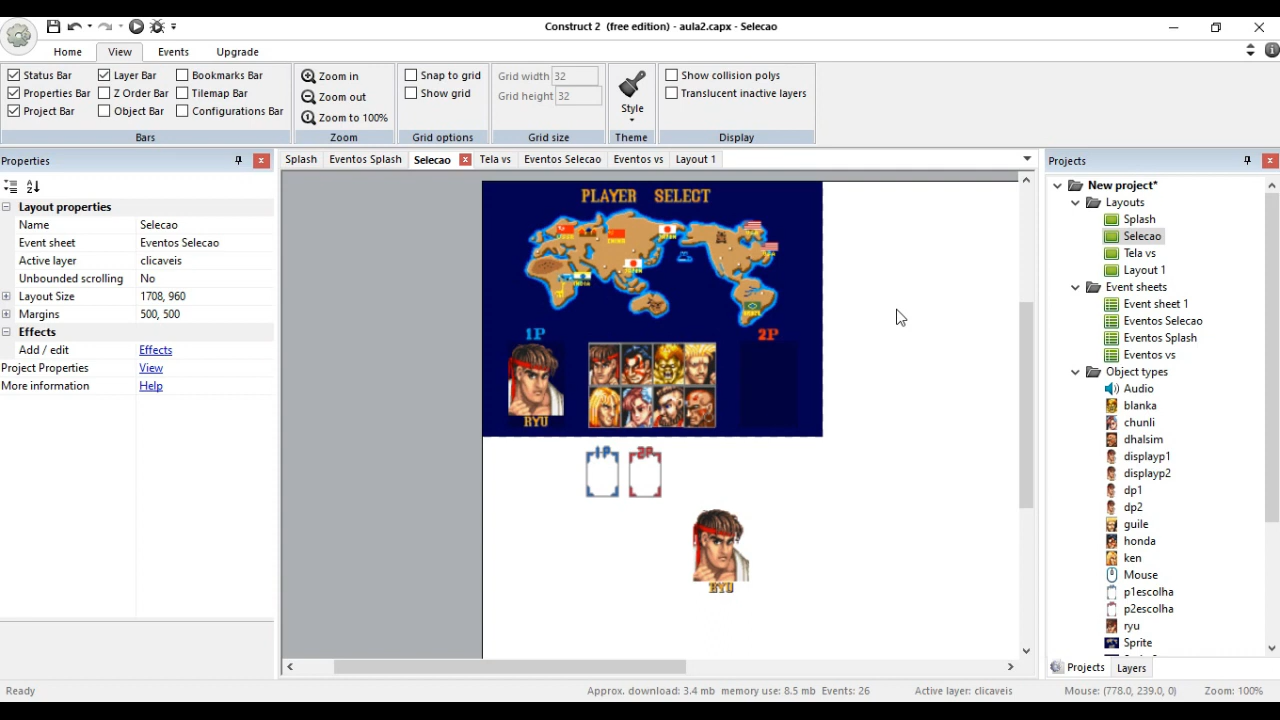 Construct 2 (free edition) - aula2.capx - Selecao
Home View Events Upgrade
Status Bar Layer Bar Bookmarks Bar
Properties Bar Z Order Bar Tilemap Bar
Project Bar Object Bar Configurations Bar
Bars
Zoom in
Zoom out
Zoom to 100%
Zoom
Snap to grid
Show grid
Grid options
Grid width 32
Grid height 32
Grid size
Style
Theme
Show collision polys
Translucent inactive layers
Display
Properties
Splash Eventos Splash Selecao Tela vs Eventos Selecao Eventos vs Layout 1
Projects
Layout properties
Name Selecao
Event sheet Eventos Selecao
Active layer clicaveis
Unbounded scrolling No
Layout Size 1708, 960
Margins 500, 500
Effects
Add / edit Effects
Project Properties View
More information Help
PLAYER SELECT
CHINA
JAPAN
INDIA
1P
2P
RYU
1P 2P
RYU
New project*
Layouts
Splash
Selecao
Tela vs
Layout 1
Event sheets
Event sheet 1
Eventos Selecao
Eventos Splash
Eventos vs
Object types
Audio
blanka
chunli
dhalsim
displayp1
displayp2
dp1
dp2
guile
honda
ken
Mouse
p1escolha
p2escolha
ryu
Sprite
Projects Layers
Ready
Approx. download: 3.4 mb memory use: 8.5 mb Events: 26 Active layer: clicaveis Mouse: (778.0, 239.0, 0) Zoom: 100%